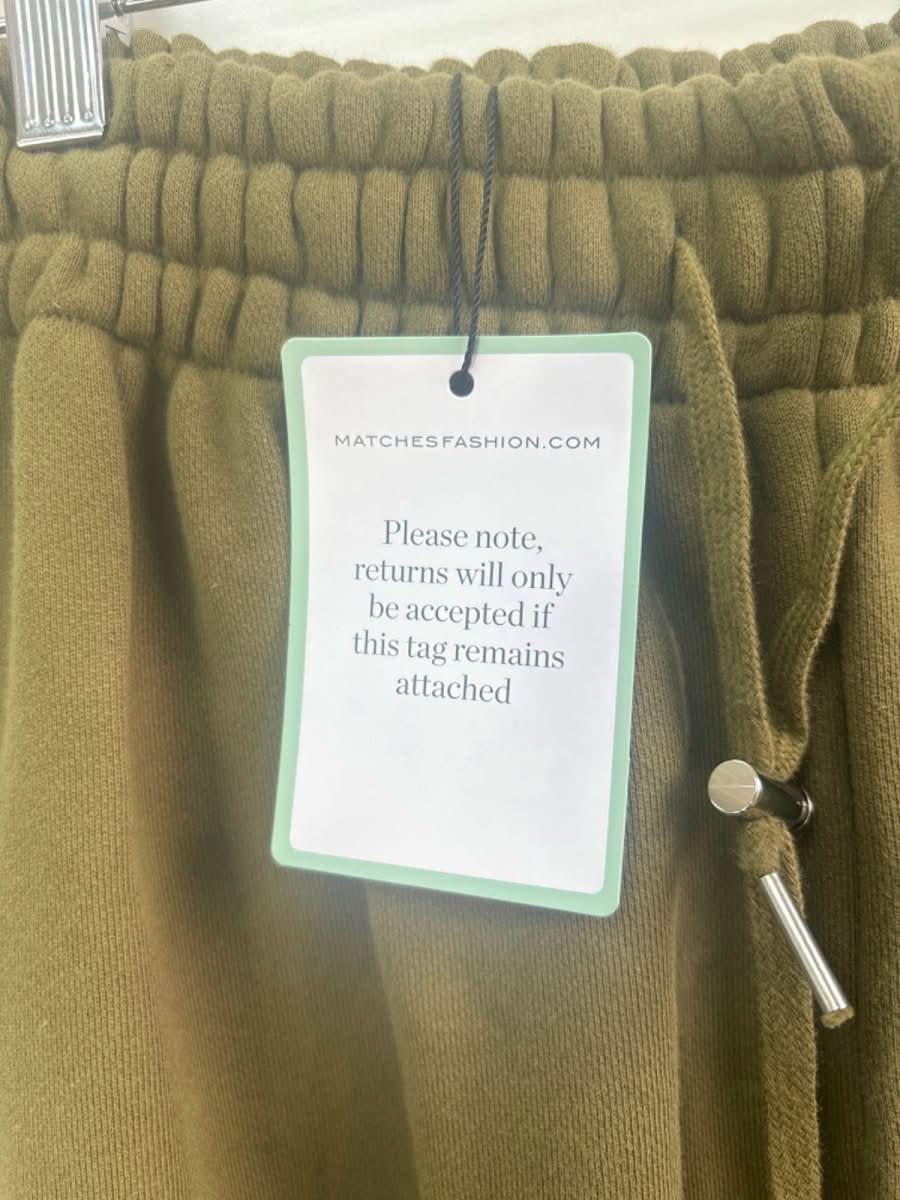 MATCHESFASHION.COM
Please note,
returns will only
be accepted if
this tag remains
attached